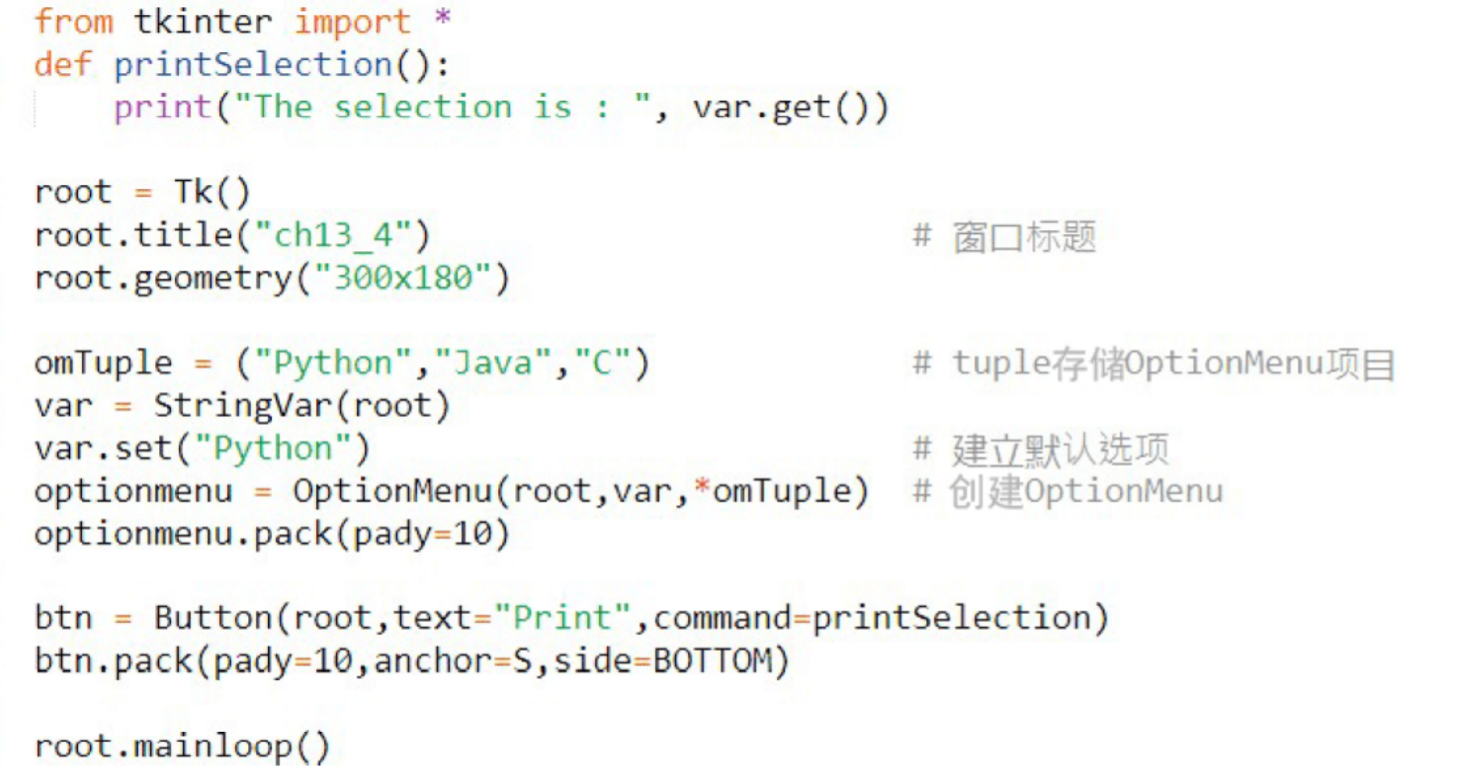 from tkinter import *
def printSelection():
    print("The selection is : ", var.get())
root = Tk()
root.title("ch13_4")                        # 窗口标题
root.geometry("300x180")
omTuple = ("Python","Java","C")             # tuple存储OptionMenu项目
var = StringVar(root)
var.set("Python")                           # 建立默认选项
optionmenu = OptionMenu(root,var,*omTuple)  # 创建OptionMenu
optionmenu.pack(pady=10)
btn = Button(root,text="Print",command=printSelection)
btn.pack(pady=10,anchor=S,side=BOTTOM)
root.mainloop()